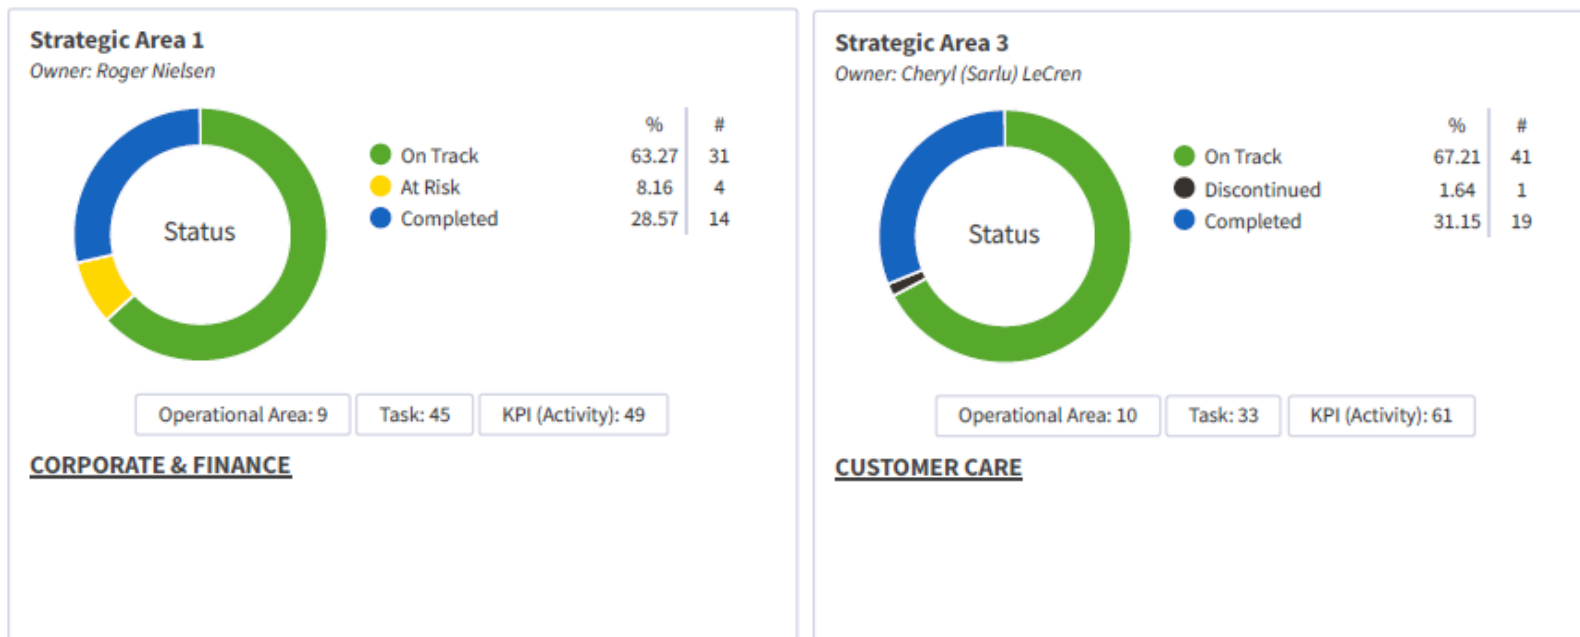 Strategic Area 1
Owner: Roger Nielsen
% #
On Track 63.27 31
At Risk 8.16 4
Completed 28.57 14
Status
Operational Area: 9 Task: 45 KPI (Activity): 49
CORPORATE & FINANCE
Strategic Area 3
Owner: Cheryl (Sarlu) LeCren
% #
On Track 67.21 41
Discontinued 1.64 1
Completed 31.15 19
Status
Operational Area: 10 Task: 33 KPI (Activity): 61
CUSTOMER CARE